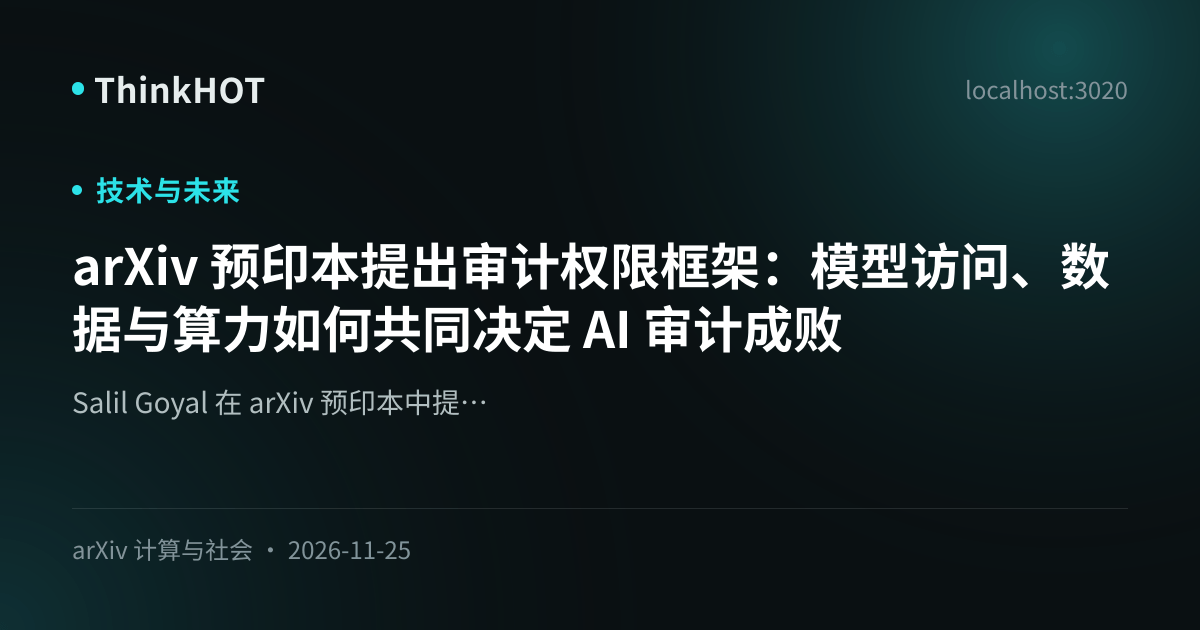 ThinkHOT
localhost:3020
技术与未来
arXiv 预印本提出审计权限框架：模型访问、数
据与算力如何共同决定 AI 审计成败
Salil Goyal 在 arXiv 预印本中提…
arXiv 计算与社会 · 2026-11-25